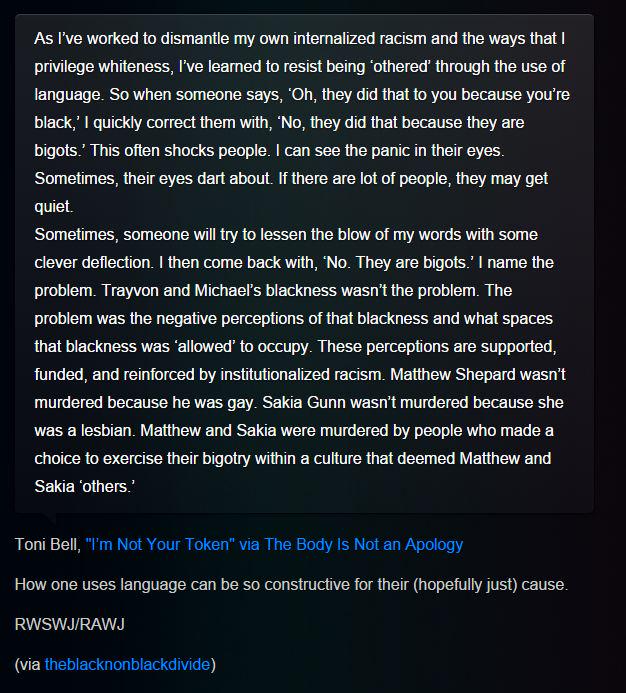 As I’ve worked to dismantle my own internalized racism and the ways that I
privilege whiteness, I’ve learned to resist being ‘othered’ through the use of
language. So when someone says, ‘Oh, they did that to you because you’re
black,’ I quickly correct them with, ‘No, they did that because they are
bigots.’ This often shocks people. I can see the panic in their eyes.
Sometimes, their eyes dart about. If there are lot of people, they may get
quiet.
Sometimes, someone will try to lessen the blow of my words with some
clever deflection. I then come back with, ‘No. They are bigots.’ I name the
problem. Trayvon and Michael’s blackness wasn’t the problem. The
problem was the negative perceptions of that blackness and what spaces
that blackness was ‘allowed’ to occupy. These perceptions are supported,
funded, and reinforced by institutionalized racism. Matthew Shepard wasn’t
murdered because he was gay. Sakia Gunn wasn’t murdered because she
was a lesbian. Matthew and Sakia were murdered by people who made a
choice to exercise their bigotry within a culture that deemed Matthew and
Sakia ‘others.’
Toni Bell, "I’m Not Your Token" via The Body Is Not an Apology
How one uses language can be so constructive for their (hopefully just) cause.
RWSWJ/RAWJ
(via theblacknonblackdivide)